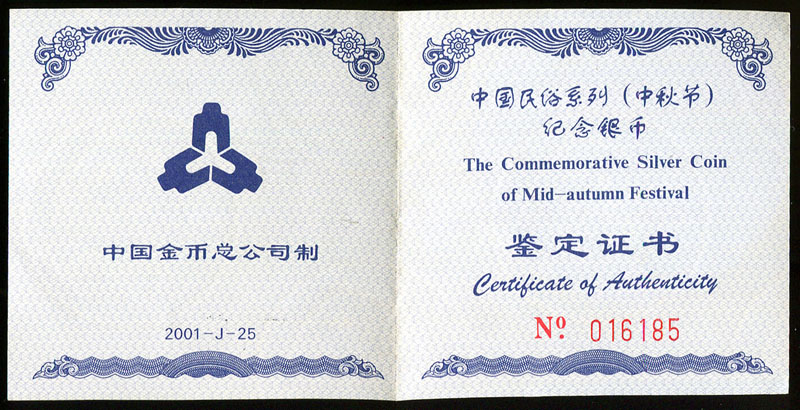 中国金币总公司制
2001-J-25
中国民俗系列（中秋节）
纪念银币
The Commemorative Silver Coin
of Mid-autumn Festival
鉴定证书
Certificate of Authenticity
Nº 016185